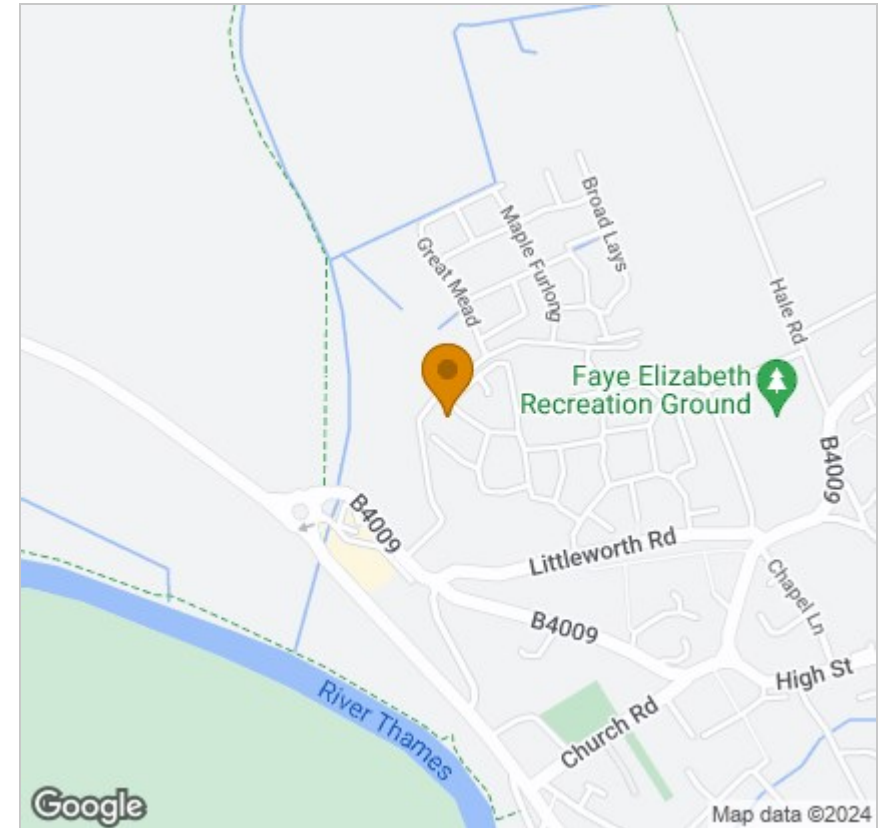 Broad Lays
Maple Furlong
Great Mead
Hale Rd
Faye Elizabeth
Recreation Ground
B4009
B4009
Littleworth Rd
Chapel Ln
B4009
High St
Church Rd
River Thames
Google
Map data ©2024